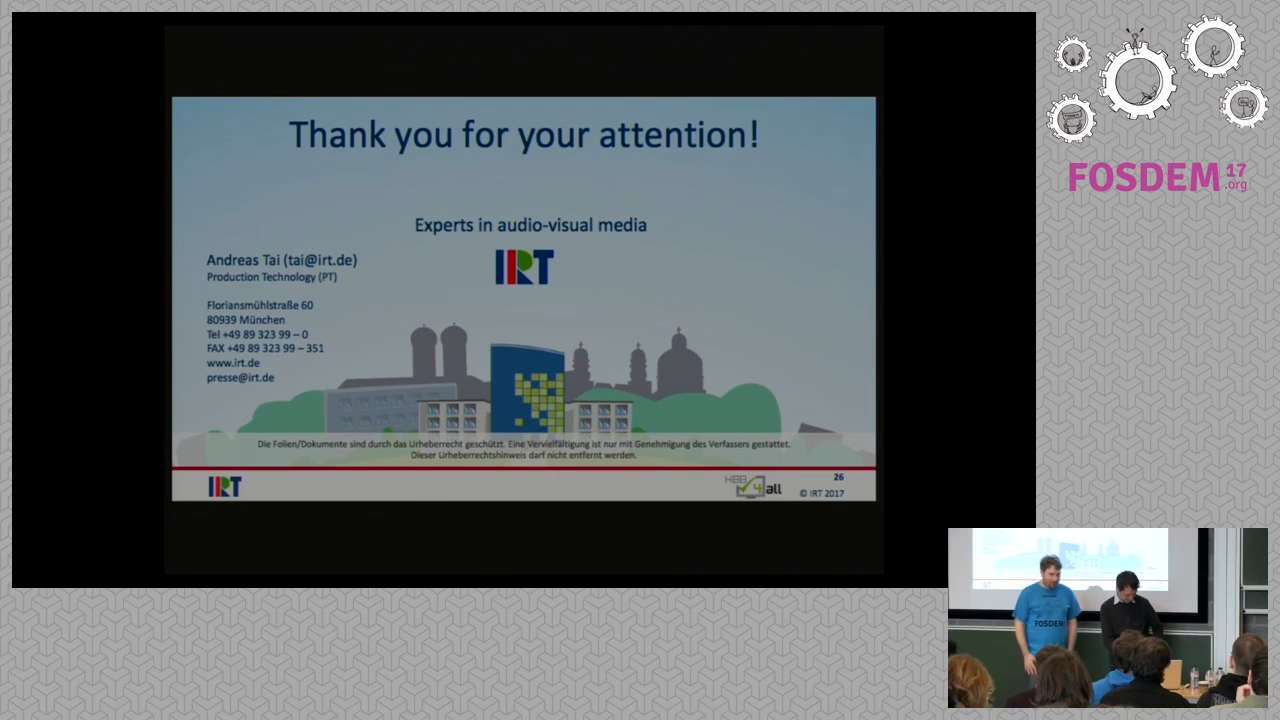 Thank you for your attention!
Experts in audio-visual media
IRT
Andreas Tai (tai@irt.de)
Production Technology (PT)
Floriansmühlstraße 60
80939 München
Tel +49 89 323 99 – 0
FAX +49 89 323 99 – 351
www.irt.de
presse@irt.de
Die Folien/Dokumente sind durch das Urheberrecht geschützt. Eine Vervielfältigung ist nur mit Genehmigung des Verfassers gestattet.
Dieser Urheberrechtshinweis darf nicht entfernt werden.
IRT
HBB4all
26
© IRT 2017
FOSDEM 17 .org
FOSDEM